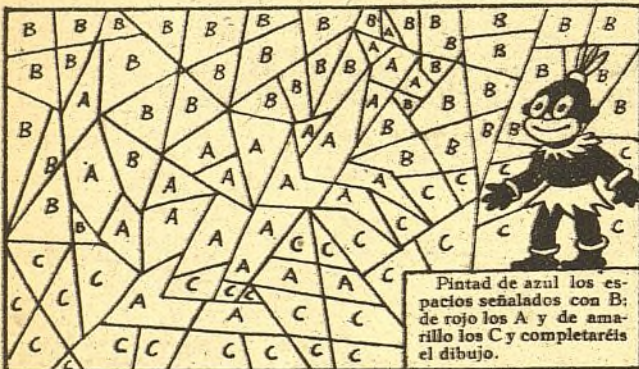 B B B B B B A B B B B B
B B B B B B B A B B B B
A B B B B B A A B B B
B B B A A A A B B B B
B A B A A A B B C C C
B B A A A A A A C C C
C C C A A C C C C C
C C A C C A A A A
C C C C C C C C C C
Pintad de azul los es-
pacios señalados con B;
de rojo los A y de ama-
rillo los C y completaréis
el dibujo.